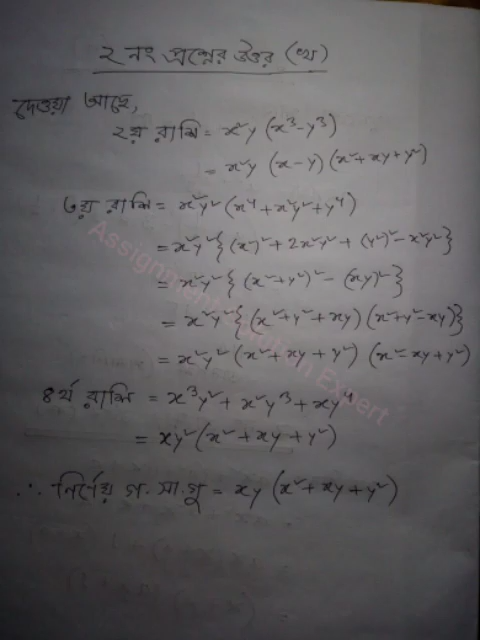 ২ নং প্রশ্নের উত্তর (খ)
দেওয়া আছে,
২য় রাশি = x²y (x³-y³)
= x²y (x-y) (x²+xy+y²)
৩য় রাশি = x²y² (x⁴+x²y²+y⁴)
= x²y² { (x)² + 2x²y² + (y²)² - x²y² }
= x²y² { (x²+y²)² - (xy)² }
= x²y² { (x²+y²+xy) (x²+y²-xy) }
= x²y² (x²+xy+y²) (x²-xy+y²)
৪র্থ রাশি = x³y² + x²y³ + xy⁴
= xy² (x²+xy+y²)
∴ নির্ণেয় গ.সা.গু = xy (x²+xy+y²)
Assignment Solution Expert